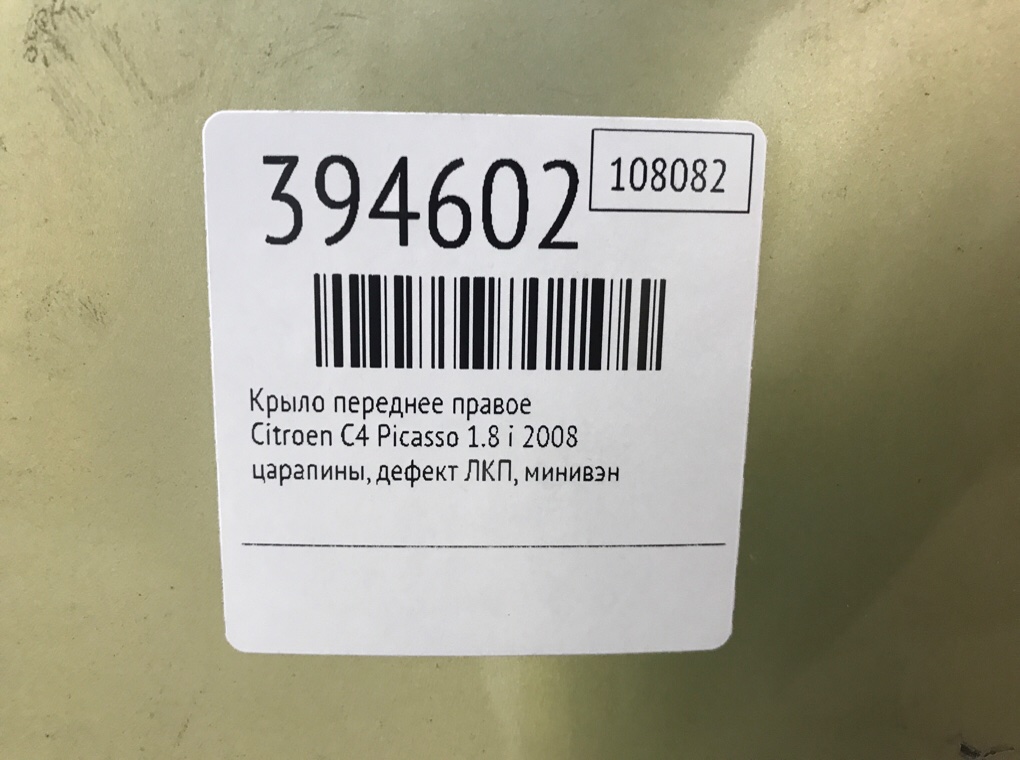 394602
108082
Крыло переднее правое
Citroen C4 Picasso 1.8 i 2008
царапины, дефект ЛКП, минивэн